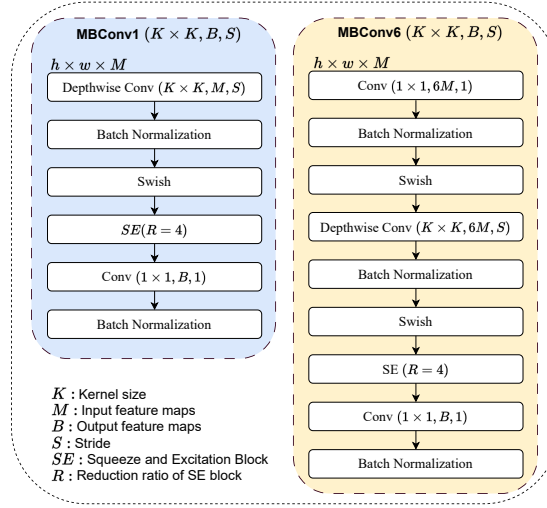 MBConv1 (K × K, B, S)
h × w × M
Depthwise Conv (K × K, M, S)
Batch Normalization
Swish
SE(R = 4)
Conv (1 × 1, B, 1)
Batch Normalization
K : Kernel size
M : Input feature maps
B : Output feature maps
S : Stride
SE : Squeeze and Excitation Block
R : Reduction ratio of SE block
MBConv6 (K × K, B, S)
h × w × M
Conv (1 × 1, 6M, 1)
Batch Normalization
Swish
Depthwise Conv (K × K, 6M, S)
Batch Normalization
Swish
SE (R = 4)
Conv (1 × 1, B, 1)
Batch Normalization